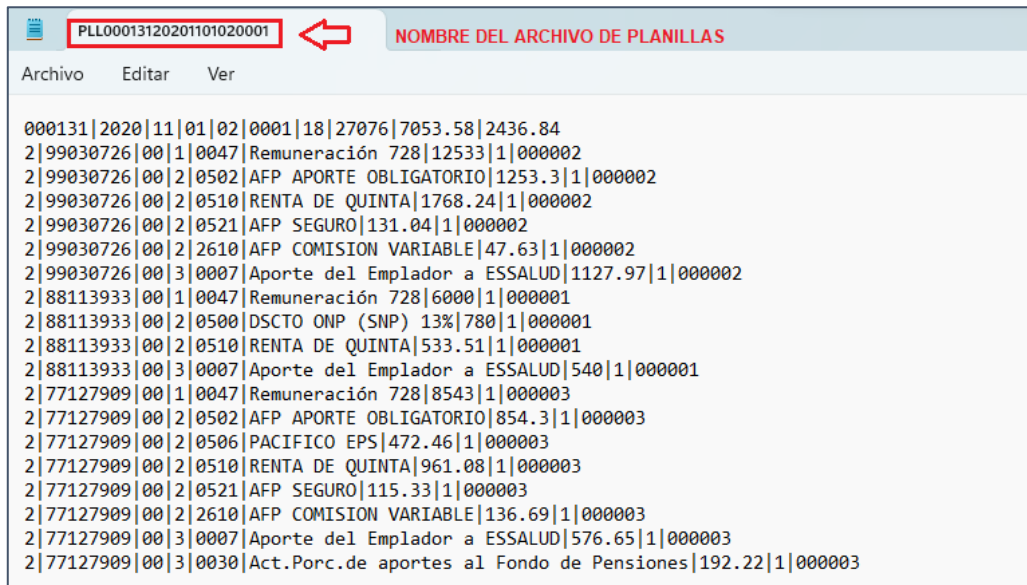 PLL00013120201101020001
NOMBRE DEL ARCHIVO DE PLANILLAS
Archivo Editar Ver
000131|2020|11|01|02|0001|18|27076|7053.58|2436.84
2|99030726|00|1|0047|Remuneración 728|12533|1|000002
2|99030726|00|2|0502|AFP APORTE OBLIGATORIO|1253.3|1|000002
2|99030726|00|2|0510|RENTA DE QUINTA|1768.24|1|000002
2|99030726|00|2|0521|AFP SEGURO|131.04|1|000002
2|99030726|00|2|2610|AFP COMISION VARIABLE|47.63|1|000002
2|99030726|00|3|0007|Aporte del Emplador a ESSALUD|1127.97|1|000002
2|88113933|00|1|0047|Remuneración 728|6000|1|000001
2|88113933|00|2|0500|DSCTO ONP (SNP) 13%|780|1|000001
2|88113933|00|2|0510|RENTA DE QUINTA|533.51|1|000001
2|88113933|00|3|0007|Aporte del Emplador a ESSALUD|540|1|000001
2|77127909|00|1|0047|Remuneración 728|8543|1|000003
2|77127909|00|2|0502|AFP APORTE OBLIGATORIO|854.3|1|000003
2|77127909|00|2|0506|PACIFICO EPS|472.46|1|000003
2|77127909|00|2|0510|RENTA DE QUINTA|961.08|1|000003
2|77127909|00|2|0521|AFP SEGURO|115.33|1|000003
2|77127909|00|2|2610|AFP COMISION VARIABLE|136.69|1|000003
2|77127909|00|3|0007|Aporte del Emplador a ESSALUD|576.65|1|000003
2|77127909|00|3|0030|Act.Porc.de aportes al Fondo de Pensiones|192.22|1|000003